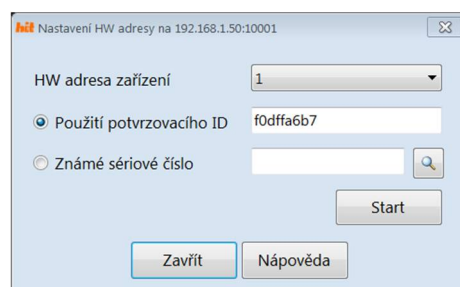 hit Nastavení HW adresy na 192.168.1.50:10001
HW adresa zařízení 1
Použití potvrzovacího ID f0dffa6b7
Známé sériové číslo
Start
Zavřít Nápověda